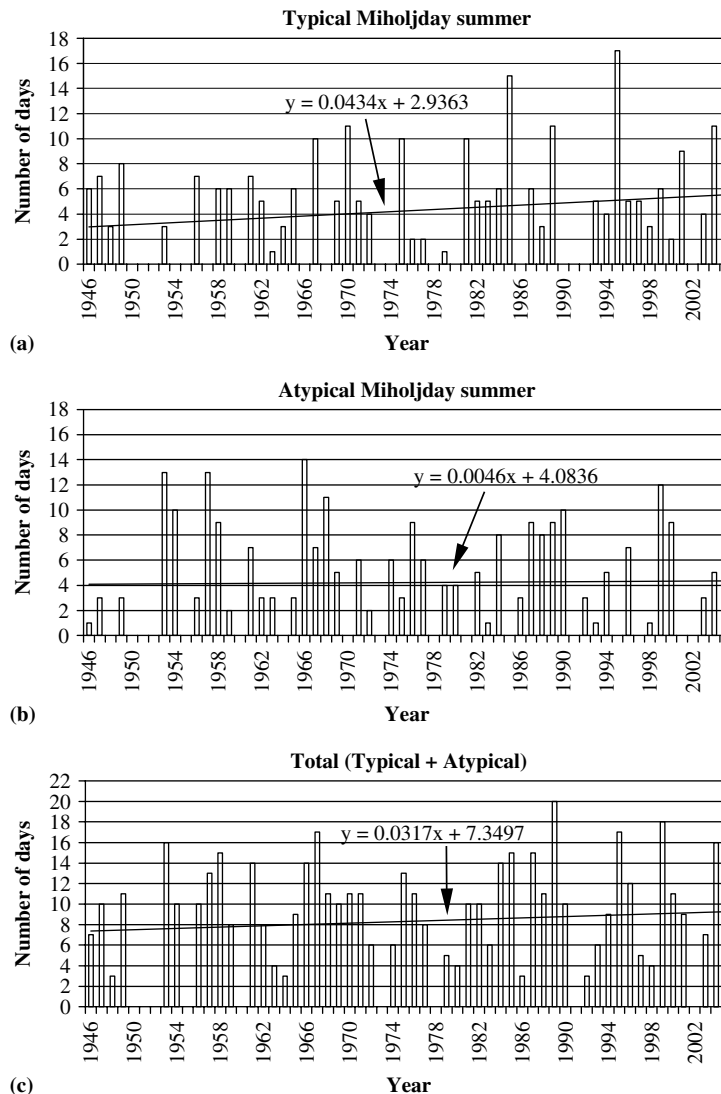 Typical Miholjday summer
18
16
14
12
10
8
6
4
2
0
Number of days
y = 0.0434x + 2.9363
1946 1950 1954 1958 1962 1966 1970 1974 1978 1982 1986 1990 1994 1998 2002
(a) Year
Atypical Miholjday summer
18
16
14
12
10
8
6
4
2
0
Number of days
y = 0.0046x + 4.0836
1946 1950 1954 1958 1962 1966 1970 1974 1978 1982 1986 1990 1994 1998 2002
(b) Year
Total (Typical + Atypical)
22
20
18
16
14
12
10
8
6
4
2
0
Number of days
y = 0.0317x + 7.3497
1946 1950 1954 1958 1962 1966 1970 1974 1978 1982 1986 1990 1994 1998 2002
(c) Year